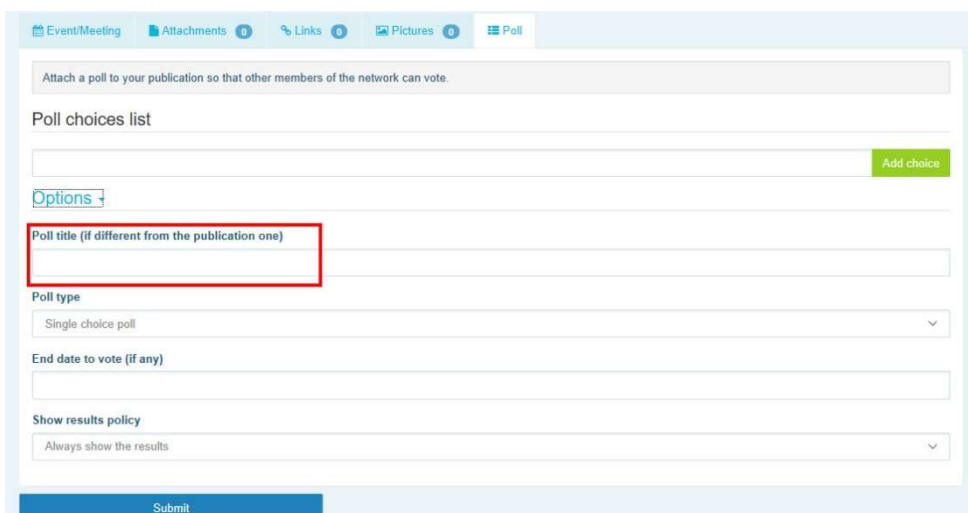 Event/Meeting Attachments 0 Links 0 Pictures 0 Poll
Attach a poll to your publication so that other members of the network can vote.
Poll choices list
Add choice
Options
Poll title (if different from the publication one)
Poll type
Single choice poll
End date to vote (if any)
Show results policy
Always show the results
Submit